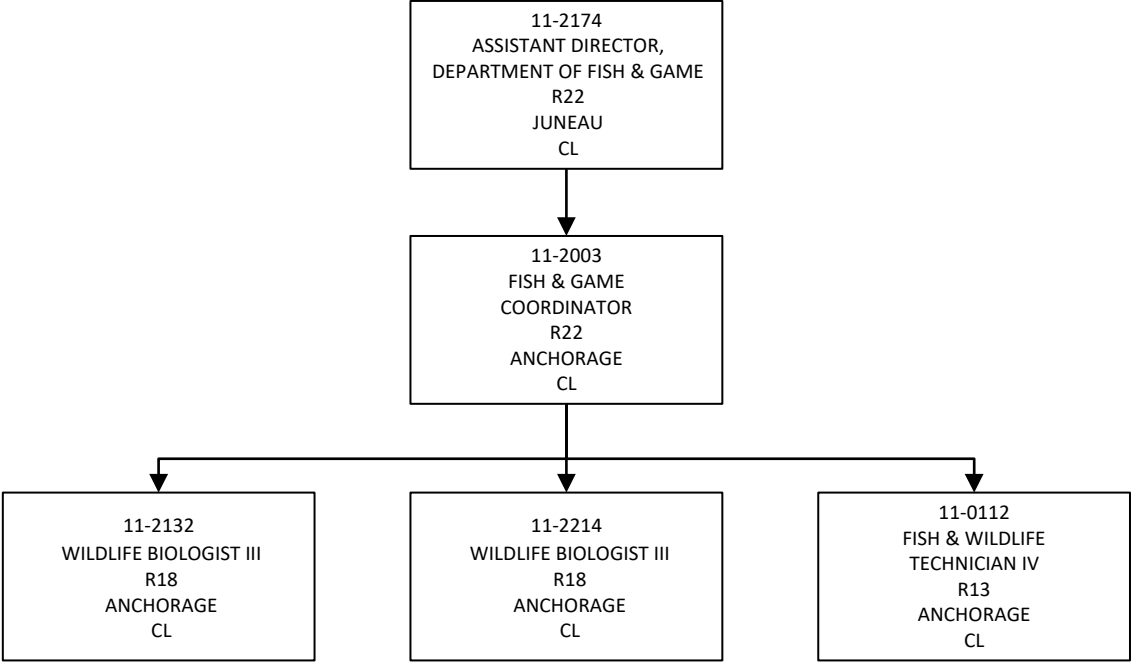 11-2174
ASSISTANT DIRECTOR,
DEPARTMENT OF FISH & GAME
R22
JUNEAU
CL
11-2003
FISH & GAME
COORDINATOR
R22
ANCHORAGE
CL
11-2132
WILDLIFE BIOLOGIST III
R18
ANCHORAGE
CL
11-2214
WILDLIFE BIOLOGIST III
R18
ANCHORAGE
CL
11-0112
FISH & WILDLIFE
TECHNICIAN IV
R13
ANCHORAGE
CL